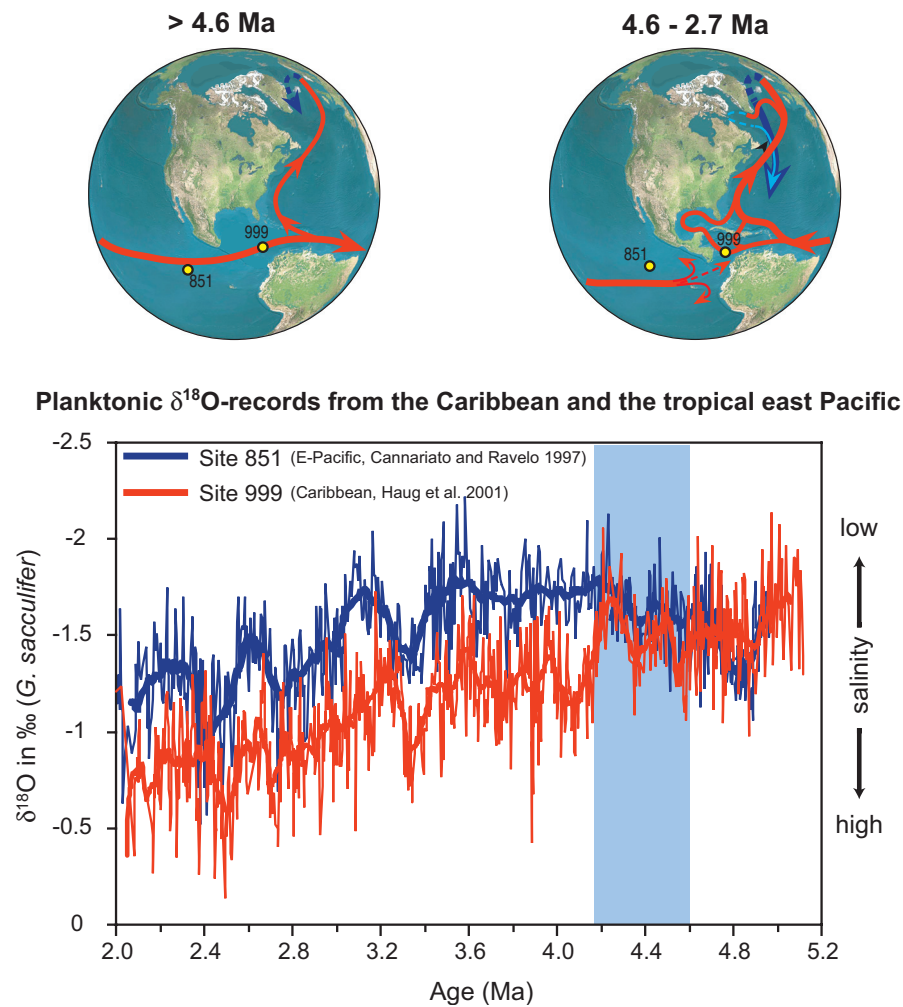 > 4.6 Ma
4.6 - 2.7 Ma
999
851
851
999
Planktonic δ¹⁸O-records from the Caribbean and the tropical east Pacific
-2.5
-2
-1.5
-1
-0.5
0
δ¹⁸O in ‰ (G. sacculifer)
Site 851 (E-Pacific, Cannariato and Ravelo 1997)
Site 999 (Caribbean, Haug et al. 2001)
low
salinity
high
2.0 2.4 2.8 3.2 3.6 4.0 4.4 4.8 5.2
Age (Ma)